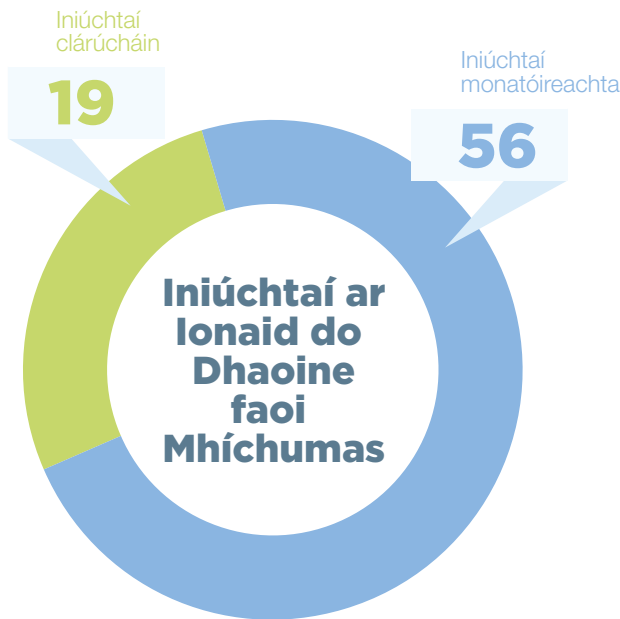 Iniúchtaí
clárúcháin
19
Iniúchtaí
monatóireachta
56
Iniúchtaí ar
Ionaid do
Dhaoine
faoi
Mhíchumas